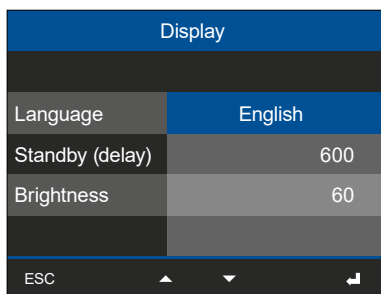 Display
Language English
Standby (delay) 600
Brightness 60
ESC